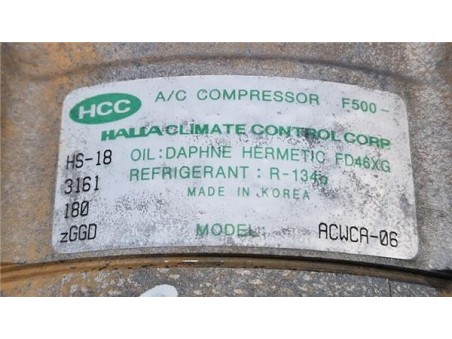 HCC A/C COMPRESSOR F500-
HALLA CLIMATE CONTROL CORP
HS-18 OIL:DAPHNE HERMETIC FD46XG
3161 REFRIGERANT: R-134a
180 MADE IN KOREA
zGGD MODEL: ACWCA-06